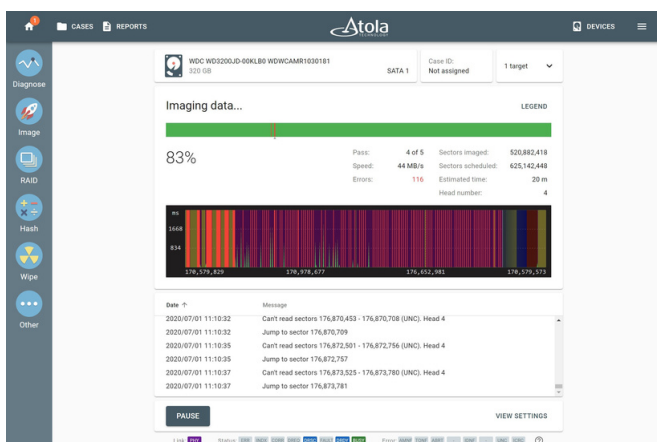 1
CASES
REPORTS
Atola
TECHNOLOGY
DEVICES
Diagnose
Image
RAID
Hash
Wipe
Other
WDC WD3200JD-00KLB0 WDWCAMR1030181
320 GB
SATA 1
Case ID:
Not assigned
1 target
Imaging data...
LEGEND
83%
Pass: 4 of 5 Sectors imaged: 520,882,418
Speed: 44 MB/s Sectors scheduled: 625,142,448
Errors: 116 Estimated time: 20 m
Head number: 4
ms
1668
834
170,579,829 170,978,677 176,652,981 178,579,573
Date Message
2020/07/01 11:10:32 Can't read sectors 176,870,453 - 176,870,708 (UNC). Head 4
2020/07/01 11:10:32 Jump to sector 176,870,709
2020/07/01 11:10:35 Can't read sectors 176,872,501 - 176,872,756 (UNC). Head 4
2020/07/01 11:10:35 Jump to sector 176,872,757
2020/07/01 11:10:37 Can't read sectors 176,873,525 - 176,873,780 (UNC). Head 4
2020/07/01 11:10:37 Jump to sector 176,873,781
PAUSE
VIEW SETTINGS
Link PHY Status